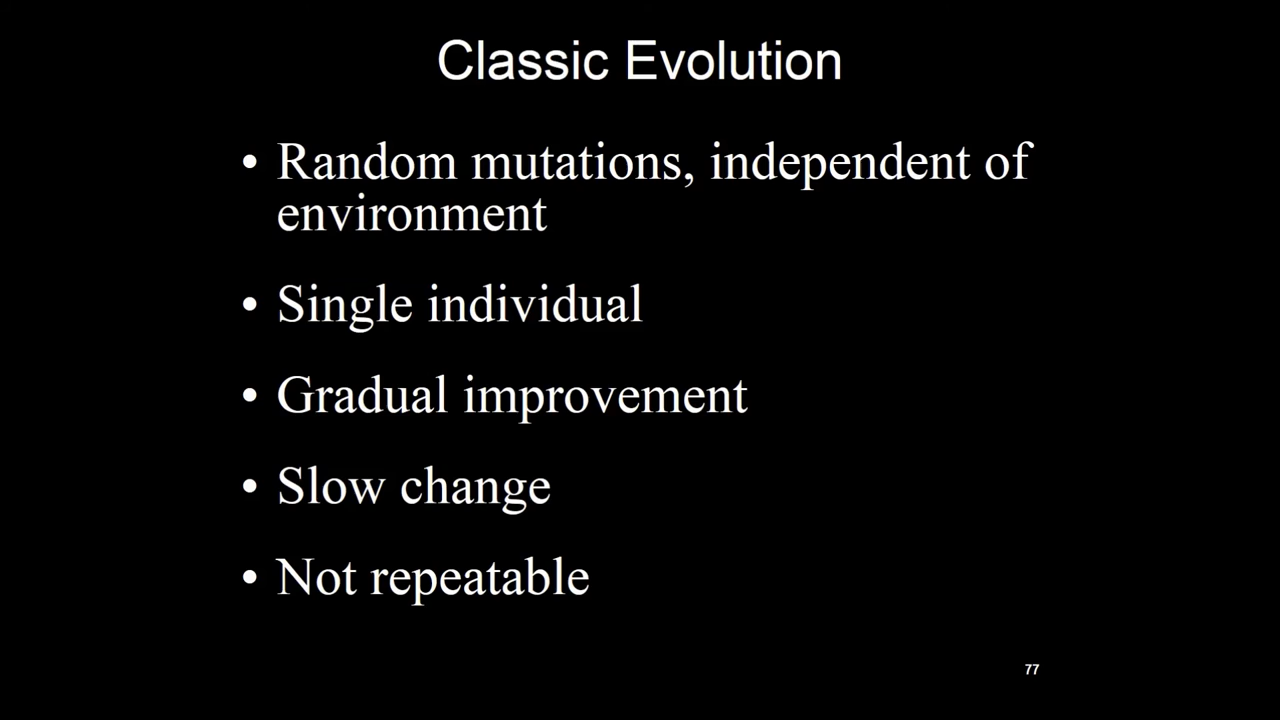 Classic Evolution
• Random mutations, independent of
environment
• Single individual
• Gradual improvement
• Slow change
• Not repeatable
77